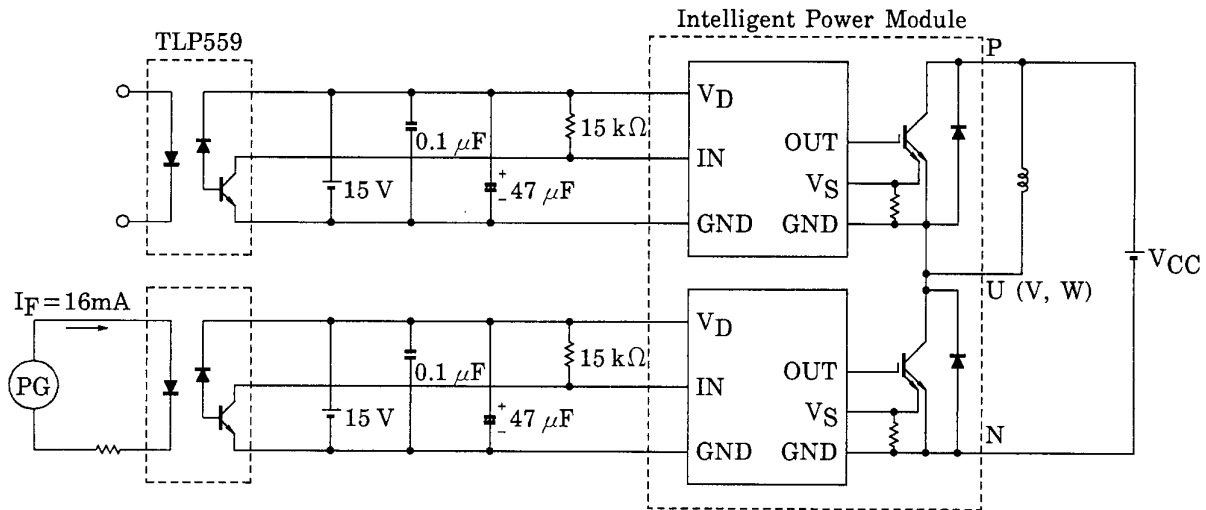 Intelligent Power Module
TLP559
P
V_D
15 kΩ
0.1 μF
OUT
IN
15 V
+
- 47 μF
V_S
GND
GND
V_CC
U (V, W)
I_F = 16mA
V_D
15 kΩ
0.1 μF
OUT
IN
PG
15 V
+
- 47 μF
V_S
N
GND
GND